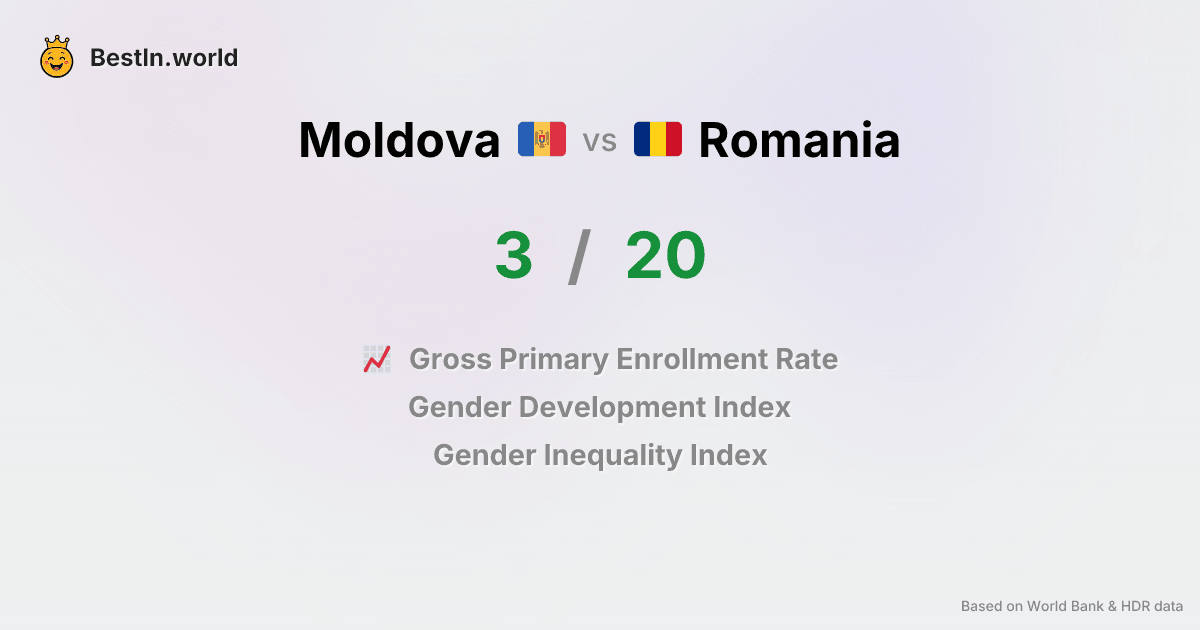 BestIn.world
Moldova vs Romania
3 / 20
Gross Primary Enrollment Rate
Gender Development Index
Gender Inequality Index
Based on World Bank & HDR data